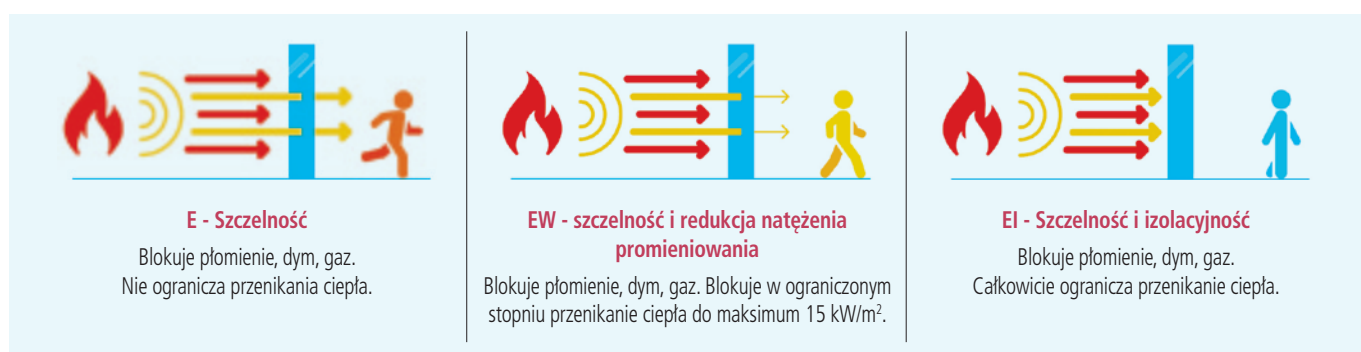 E - Szczelność
Blokuje płomienie, dym, gaz.
Nie ogranicza przenikania ciepła.
EW - szczelność i redukcja natężenia
promieniowania
Blokuje płomienie, dym, gaz. Blokuje w ograniczonym
stopniu przenikanie ciepła do maksimum 15 kW/m².
EI - Szczelność i izolacyjność
Blokuje płomienie, dym, gaz.
Całkowicie ogranicza przenikanie ciepła.